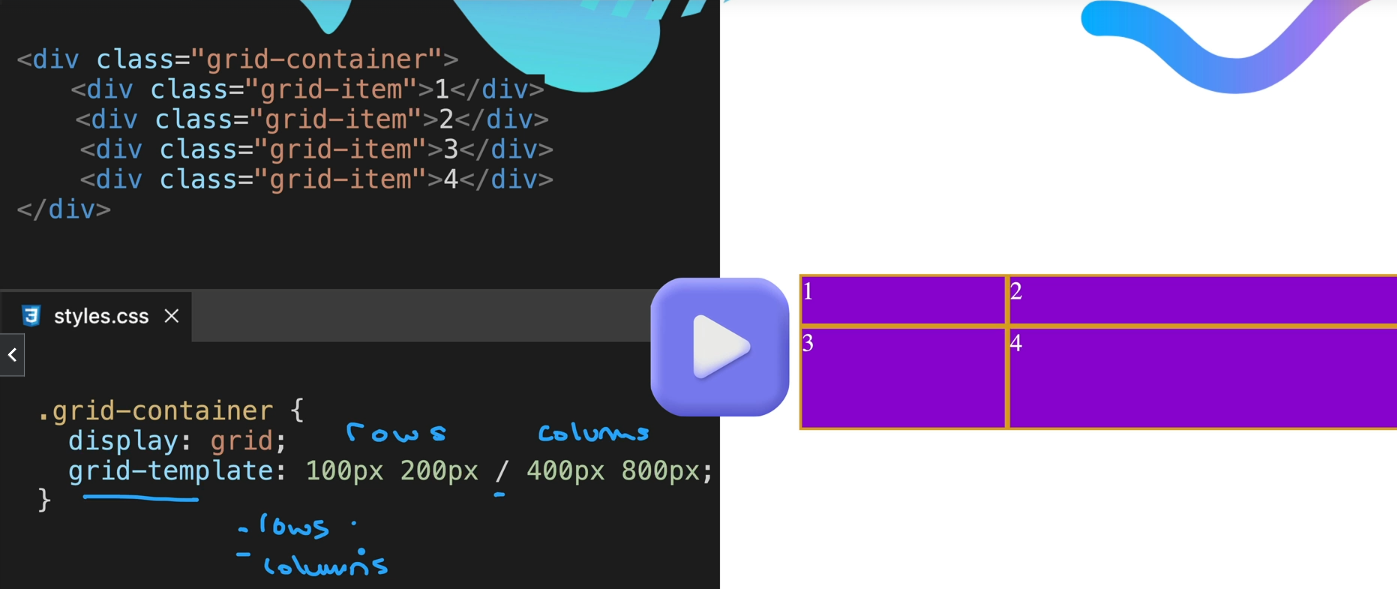 <div class="grid-container">
<div class="grid-item">1</div>
<div class="grid-item">2</div>
<div class="grid-item">3</div>
<div class="grid-item">4</div>
</div>
styles.css
.grid-container {
display: grid;
rows columns
grid-template: 100px 200px / 400px 800px;
}
- rows
- columns
1 2
3 4